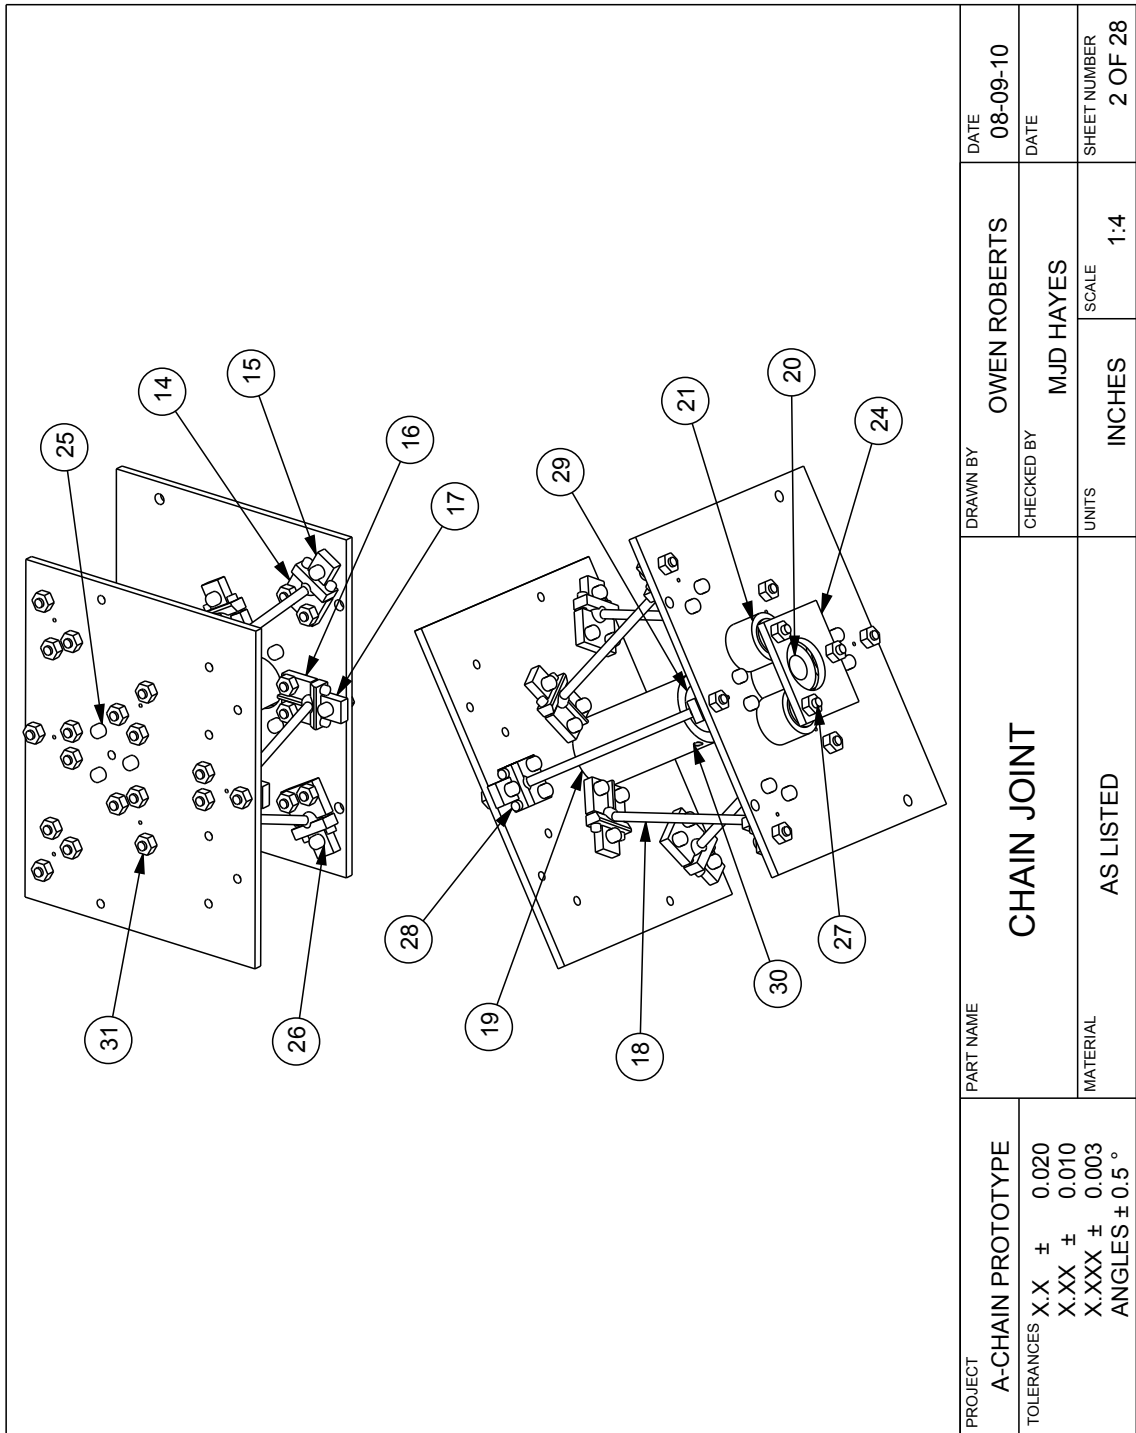 25
14
15
16
17
31
26
29
21
20
24
28
19
18
30
27
PROJECT
A-CHAIN PROTOTYPE
TOLERANCES X.X ± 0.020
X.XX ± 0.010
X.XXX ± 0.003
ANGLES ± 0.5 °
PART NAME
CHAIN JOINT
MATERIAL
AS LISTED
DRAWN BY
OWEN ROBERTS
DATE
08-09-10
CHECKED BY
MJD HAYES
DATE
UNITS
INCHES
SCALE
1:4
SHEET NUMBER
2 OF 28